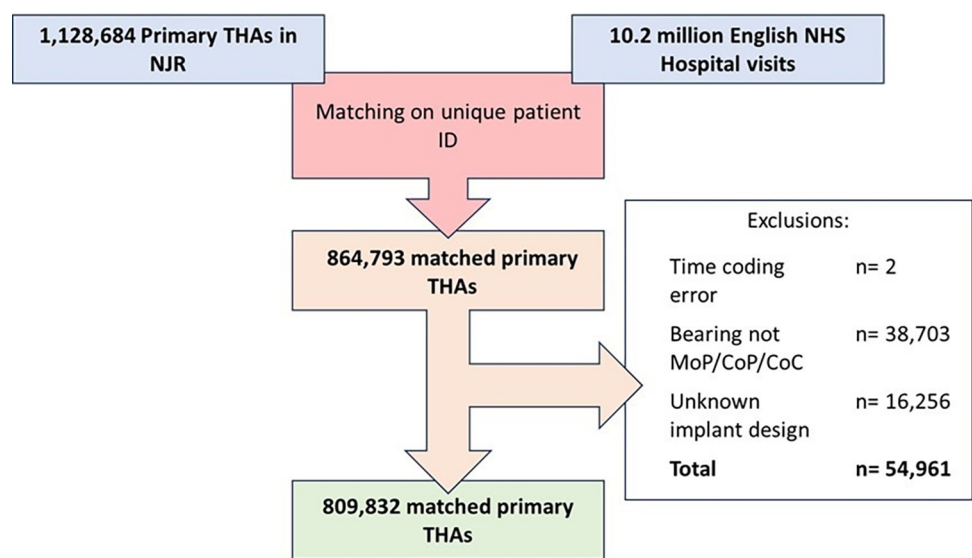 1,128,684 Primary THAs in
NJR
10.2 million English NHS
Hospital visits
Matching on unique patient
ID
864,793 matched primary
THAs
Exclusions:
Time coding n= 2
error
Bearing not n= 38,703
MoP/CoP/CoC
Unknown n= 16,256
implant design
Total n= 54,961
809,832 matched primary
THAs